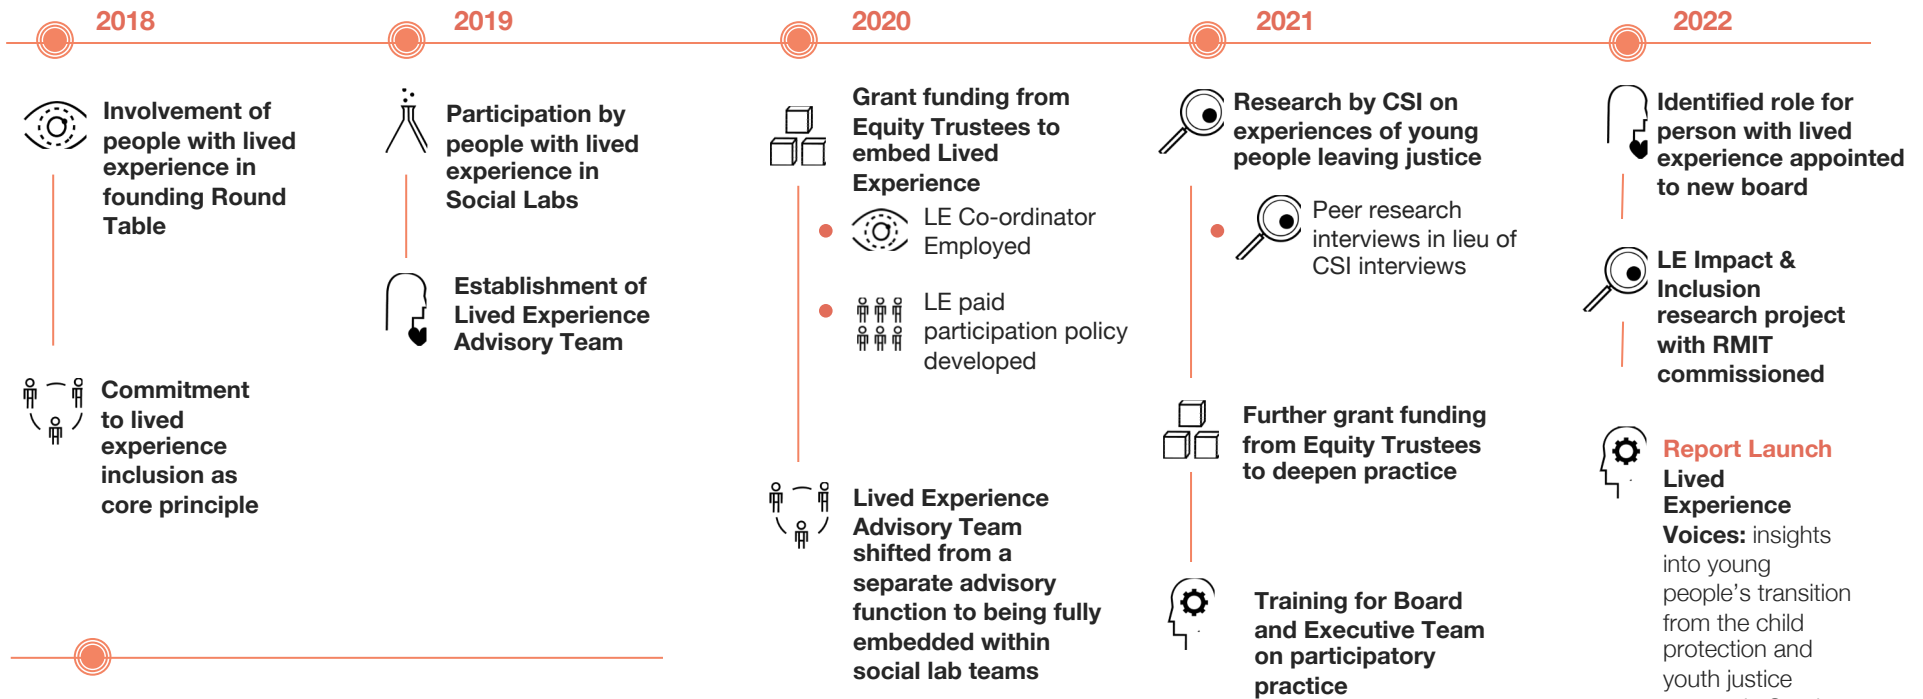 2018
Involvement of
people with lived
experience in
founding Round
Table
Commitment
to lived
experience
inclusion as
core principle
2019
Participation by
people with lived
experience in
Social Labs
Establishment of
Lived Experience
Advisory Team
2020
Grant funding from
Equity Trustees to
embed Lived
Experience
LE Co-ordinator
Employed
LE paid
participation policy
developed
Lived Experience
Advisory Team
shifted from a
separate advisory
function to being fully
embedded within
social lab teams
2021
Research by CSI on
experiences of young
people leaving justice
Peer research
interviews in lieu of
CSI interviews
Further grant funding
from Equity Trustees
to deepen practice
Training for Board
and Executive Team
on participatory
practice
2022
Identified role for
person with lived
experience appointed
to new board
LE Impact &
Inclusion
research project
with RMIT
commissioned
Report Launch
Lived
Experience
Voices: insights
into young
people's transition
from the child
protection and
youth justice